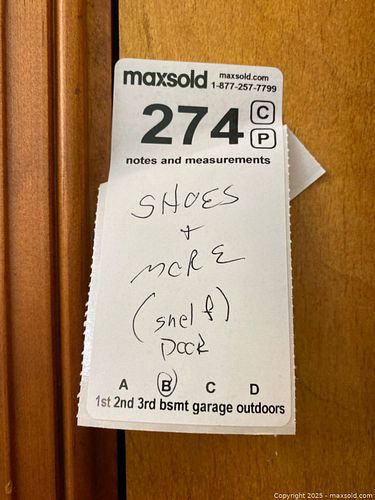 maxsold maxsold.com
1-877-257-7799
274 C
P
notes and measurements
SHOES
+
MORE
(shelf)
DOOR
A B C D
1st 2nd 3rd bsmt garage outdoors
Copyright © 2025 - maxsold.com